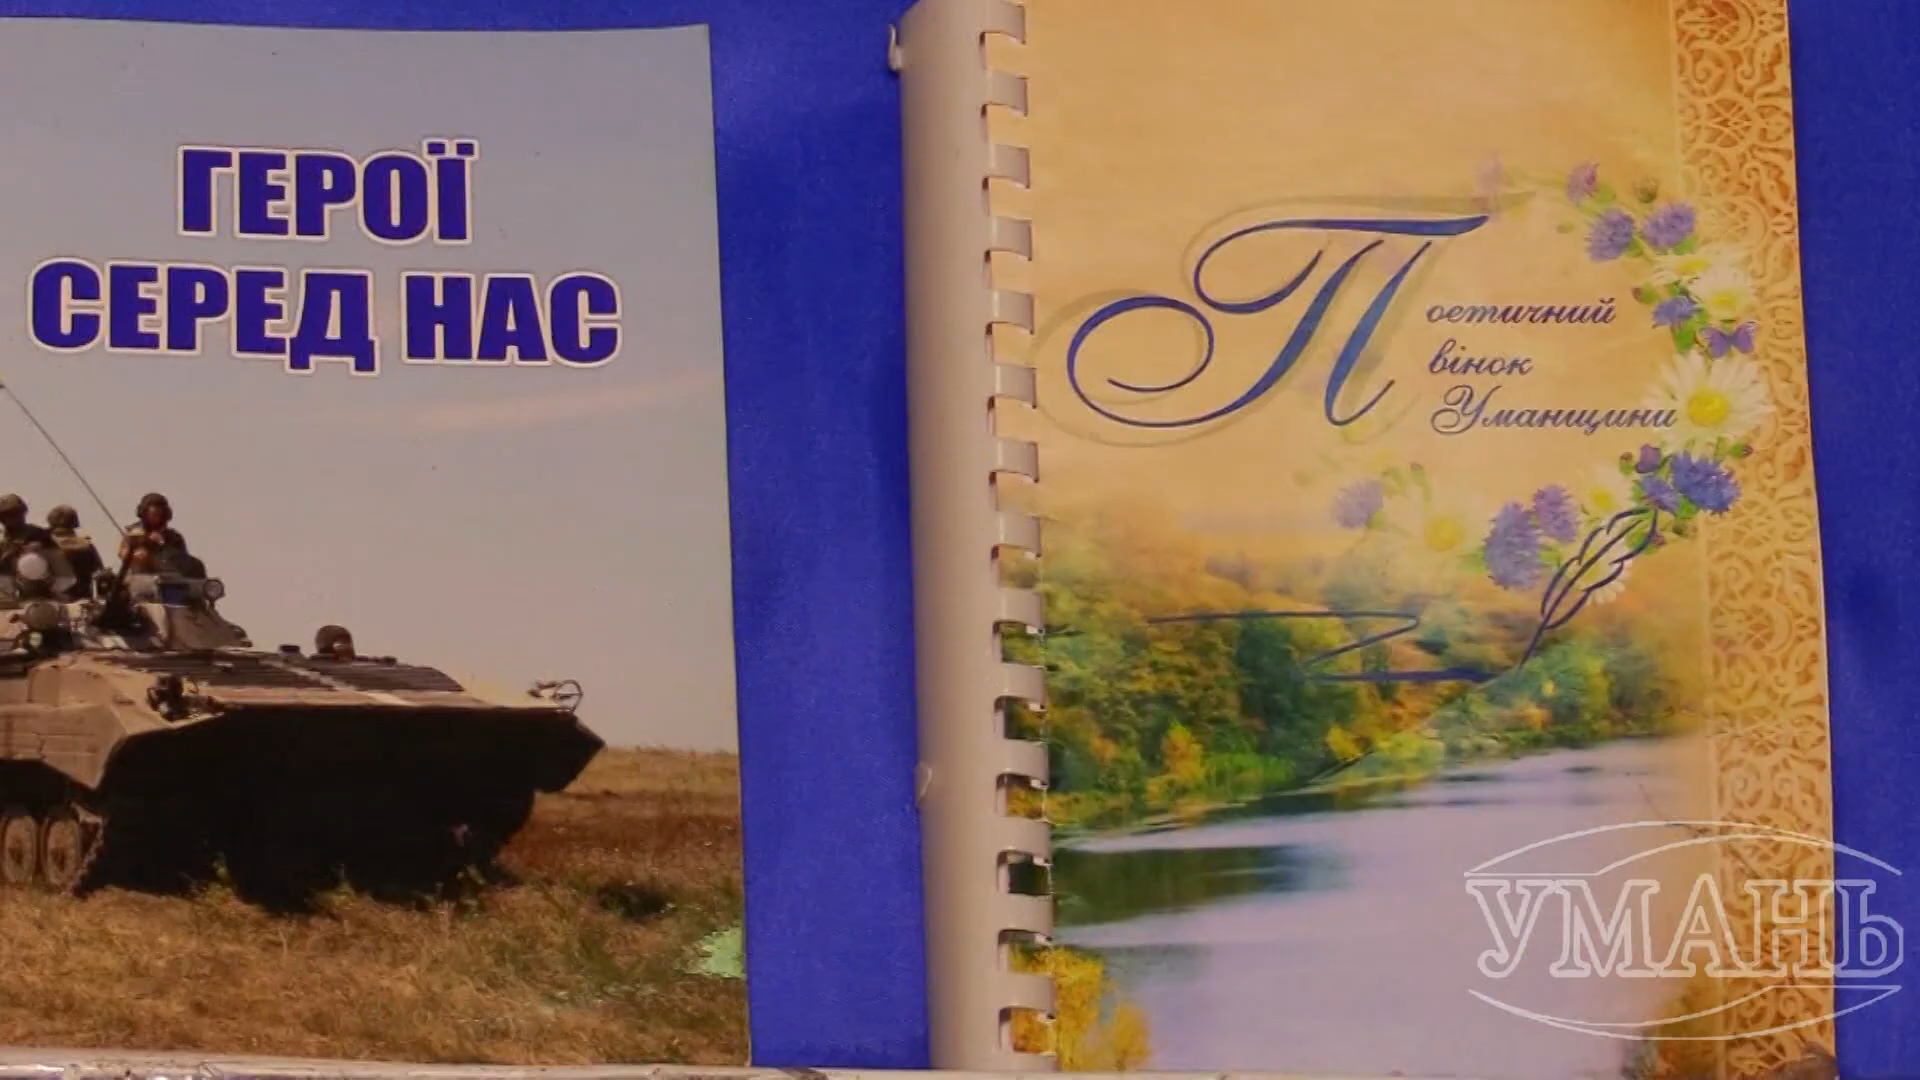 ГЕРОЇ
СЕРЕД НАС
Поетичний
вінок
Уманщини
УМАНЬ